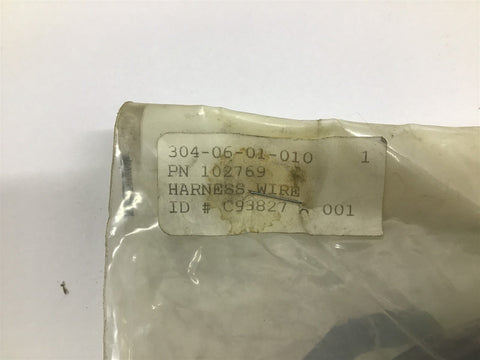 304-06-01-010 1
PN 102769
HARNESS,WIRE
ID # C93827 001